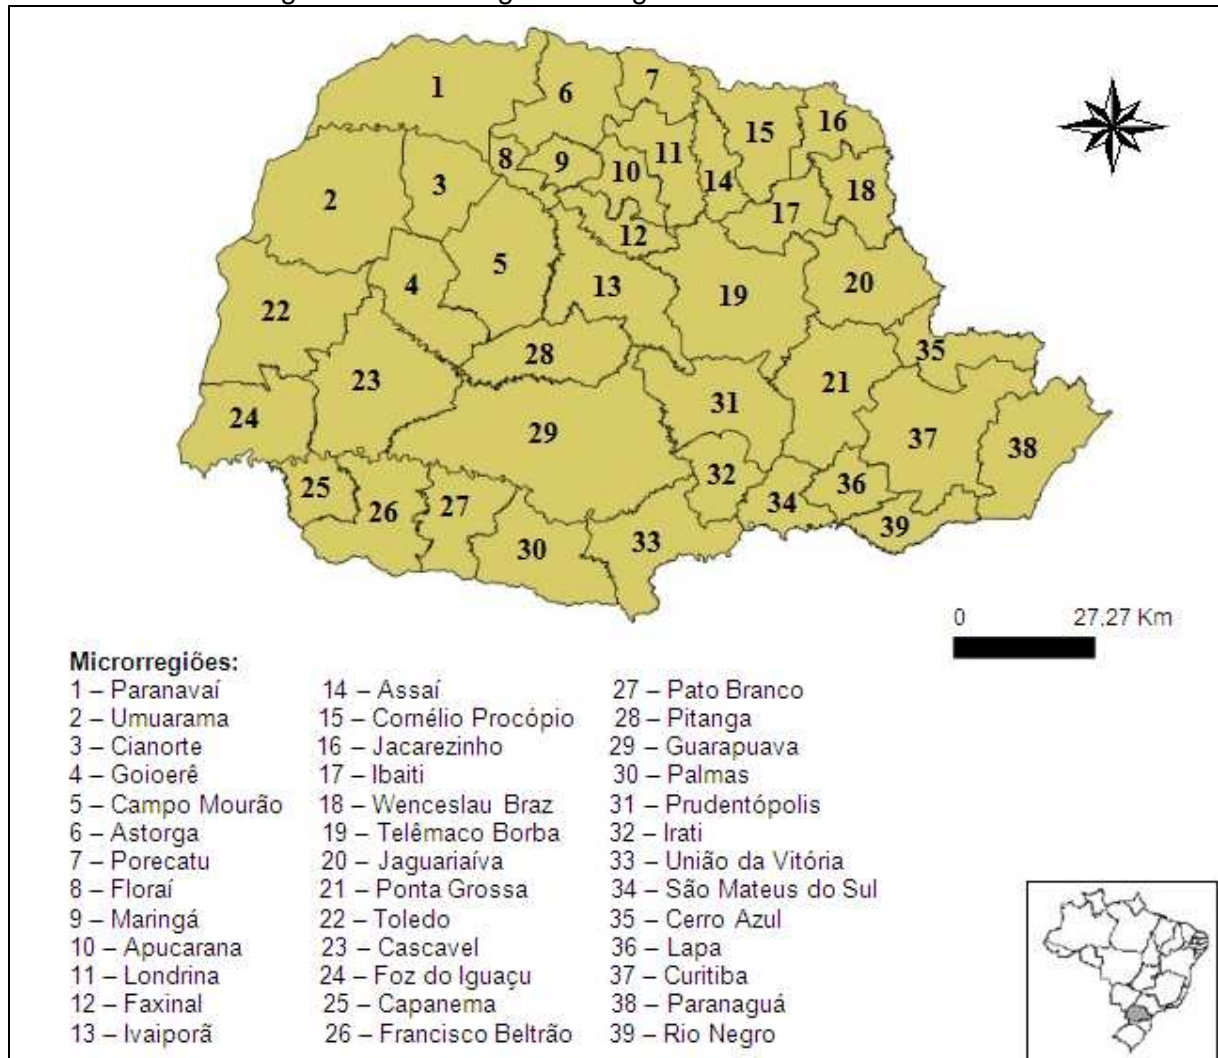 1
6
7
15
16
8
9
10
11
14
18
2
3
17
12
5
4
13
19
20
22
28
35
23
21
24
31
29
37
38
32
25
26
27
36
34
39
30
33
0 27.27 Km
Microrregiões:
1 – Paranavaí
2 – Umuarama
3 – Cianorte
4 – Goioerê
5 – Campo Mourão
6 – Astorga
7 – Porecatu
8 – Floraí
9 – Maringá
10 – Apucarana
11 – Londrina
12 – Faxinal
13 – Ivaiporã
14 – Assaí
15 – Cornélio Procópio
16 – Jacarezinho
17 – Ibaiti
18 – Wenceslau Braz
19 – Telêmaco Borba
20 – Jaguariaíva
21 – Ponta Grossa
22 – Toledo
23 – Cascavel
24 – Foz do Iguaçu
25 – Capanema
26 – Francisco Beltrão
27 – Pato Branco
28 – Pitanga
29 – Guarapuava
30 – Palmas
31 – Prudentópolis
32 – Irati
33 – União da Vitória
34 – São Mateus do Sul
35 – Cerro Azul
36 – Lapa
37 – Curitiba
38 – Paranaguá
39 – Rio Negro